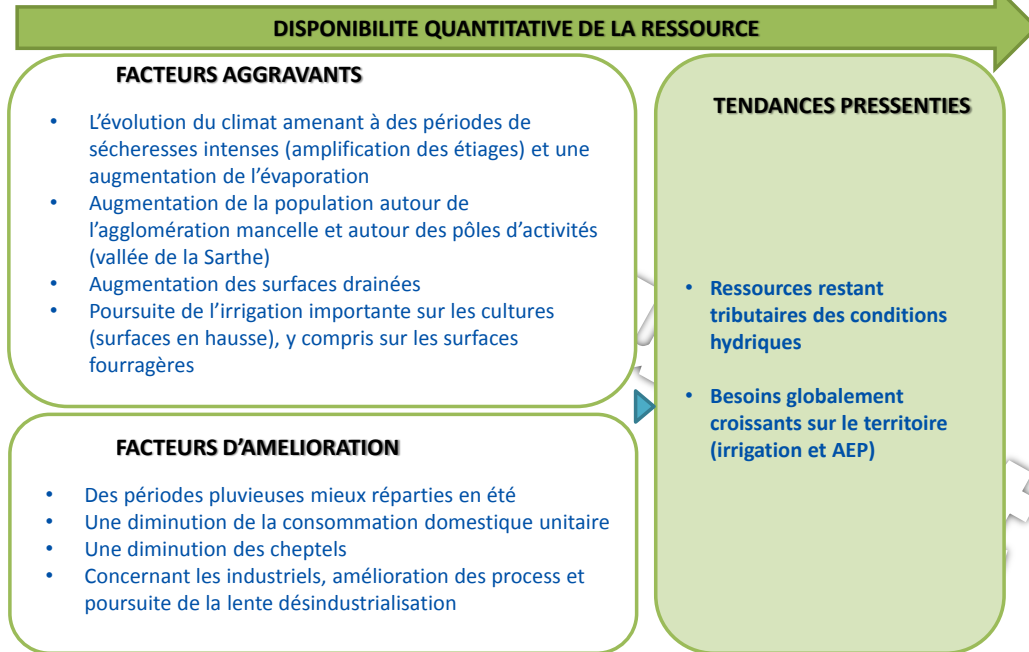 DISPONIBILITE QUANTITATIVE DE LA RESSOURCE
FACTEURS AGGRAVANTS
• L'évolution du climat amenant à des périodes de
sécheresses intenses (amplification des étiages) et une
augmentation de l'évaporation
• Augmentation de la population autour de
l'agglomération mancelle et autour des pôles d'activités
(vallée de la Sarthe)
• Augmentation des surfaces drainées
• Poursuite de l'irrigation importante sur les cultures
(surfaces en hausse), y compris sur les surfaces
fourragères
FACTEURS D'AMELIORATION
• Des périodes pluvieuses mieux réparties en été
• Une diminution de la consommation domestique unitaire
• Une diminution des cheptels
• Concernant les industriels, amélioration des process et
poursuite de la lente désindustrialisation
TENDANCES PRESSENTIES
• Ressources restant
tributaires des conditions
hydriques
• Besoins globalement
croissants sur le territoire
(irrigation et AEP)